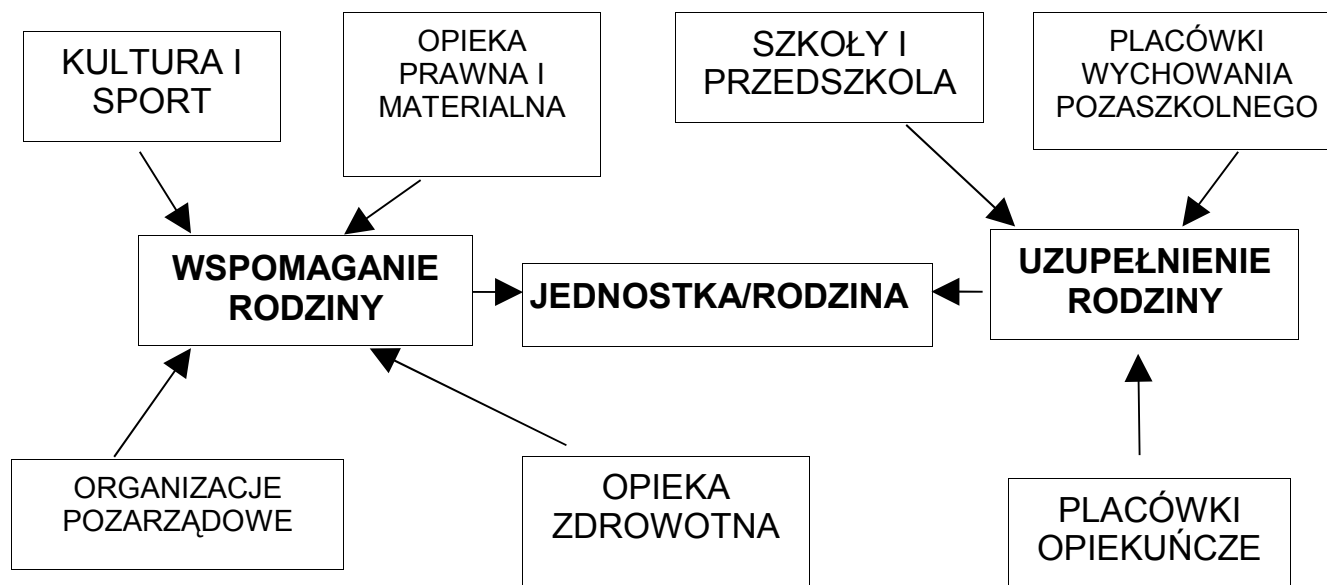 KULTURA I
SPORT
OPIEKA
PRAWNA I
MATERIALNA
SZKOŁY I
PRZEDSZKOLA
PLACÓWKI
WYCHOWANIA
POZASZKOLNEGO
WSPOMAGANIE
RODZINY
JEDNOSTKA/RODZINA
UZUPEŁNIENIE
RODZINY
ORGANIZACJE
POZARZĄDOWE
OPIEKA
ZDROWOTNA
PLACÓWKI
OPIEKUŃCZE